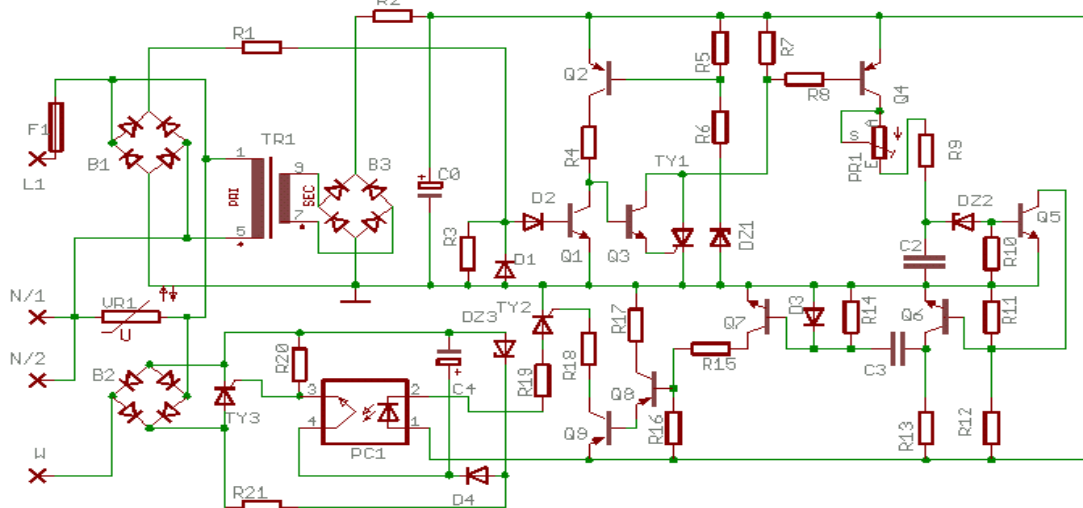 R2
R1
R7
R5
Q2
R8
Q4
F1
TR1
R6
A
S
B1
1
9
B3
R4
TY1
E
PR1
R9
L1
PRI
SEC
C0
+
D2
DZ2
Q5
5
7
R3
Q1
Q3
DZ1
C2
R10
D1
N/1
VR1
TY2
D3
U
DZ3
R17
Q7
R14
Q6
R11
N/2
R20
R18
B2
C4
+
R19
R15
C3
TY3
3
2
Q8
4
1
Q9
R16
R13
R12
W
PC1
R21
D4